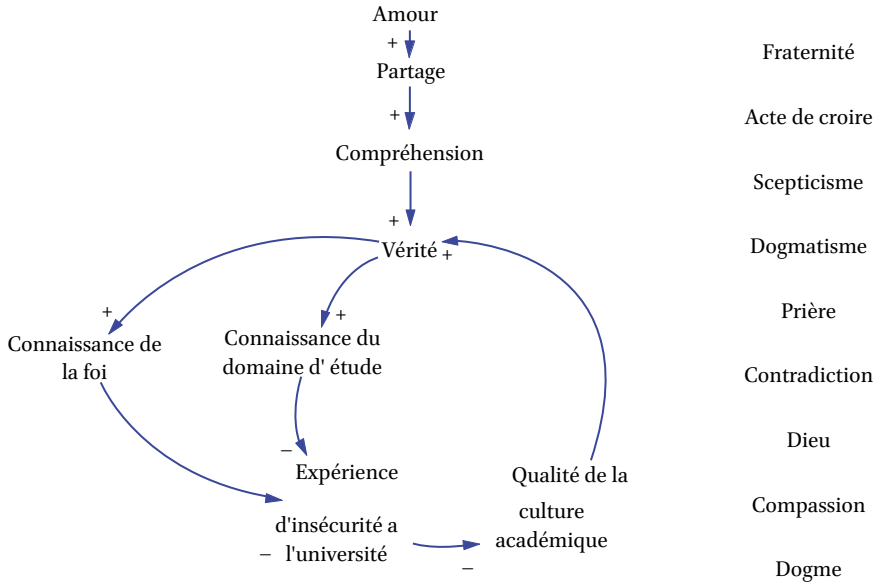 Amour
+
Partage
+
Compréhension
+
Vérité +
+
Connaissance de
la foi
+
Connaissance du
domaine d' étude
−
Expérience
d'insécurité a
− l'université
Qualité de la
culture
académique
−
Fraternité
Acte de croire
Scepticisme
Dogmatisme
Prière
Contradiction
Dieu
Compassion
Dogme